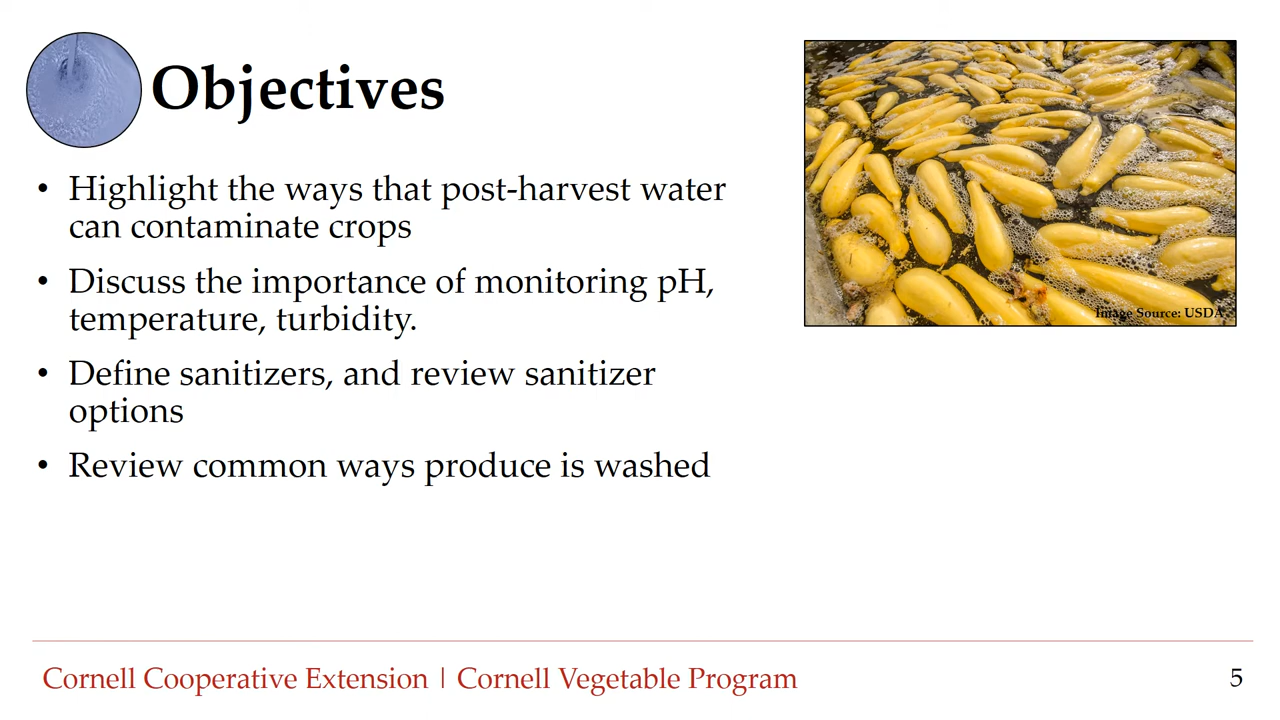 Objectives
• Highlight the ways that post-harvest water
can contaminate crops
• Discuss the importance of monitoring pH,
temperature, turbidity.
• Define sanitizers, and review sanitizer
options
• Review common ways produce is washed
Image Source: USDA
Cornell Cooperative Extension | Cornell Vegetable Program
5